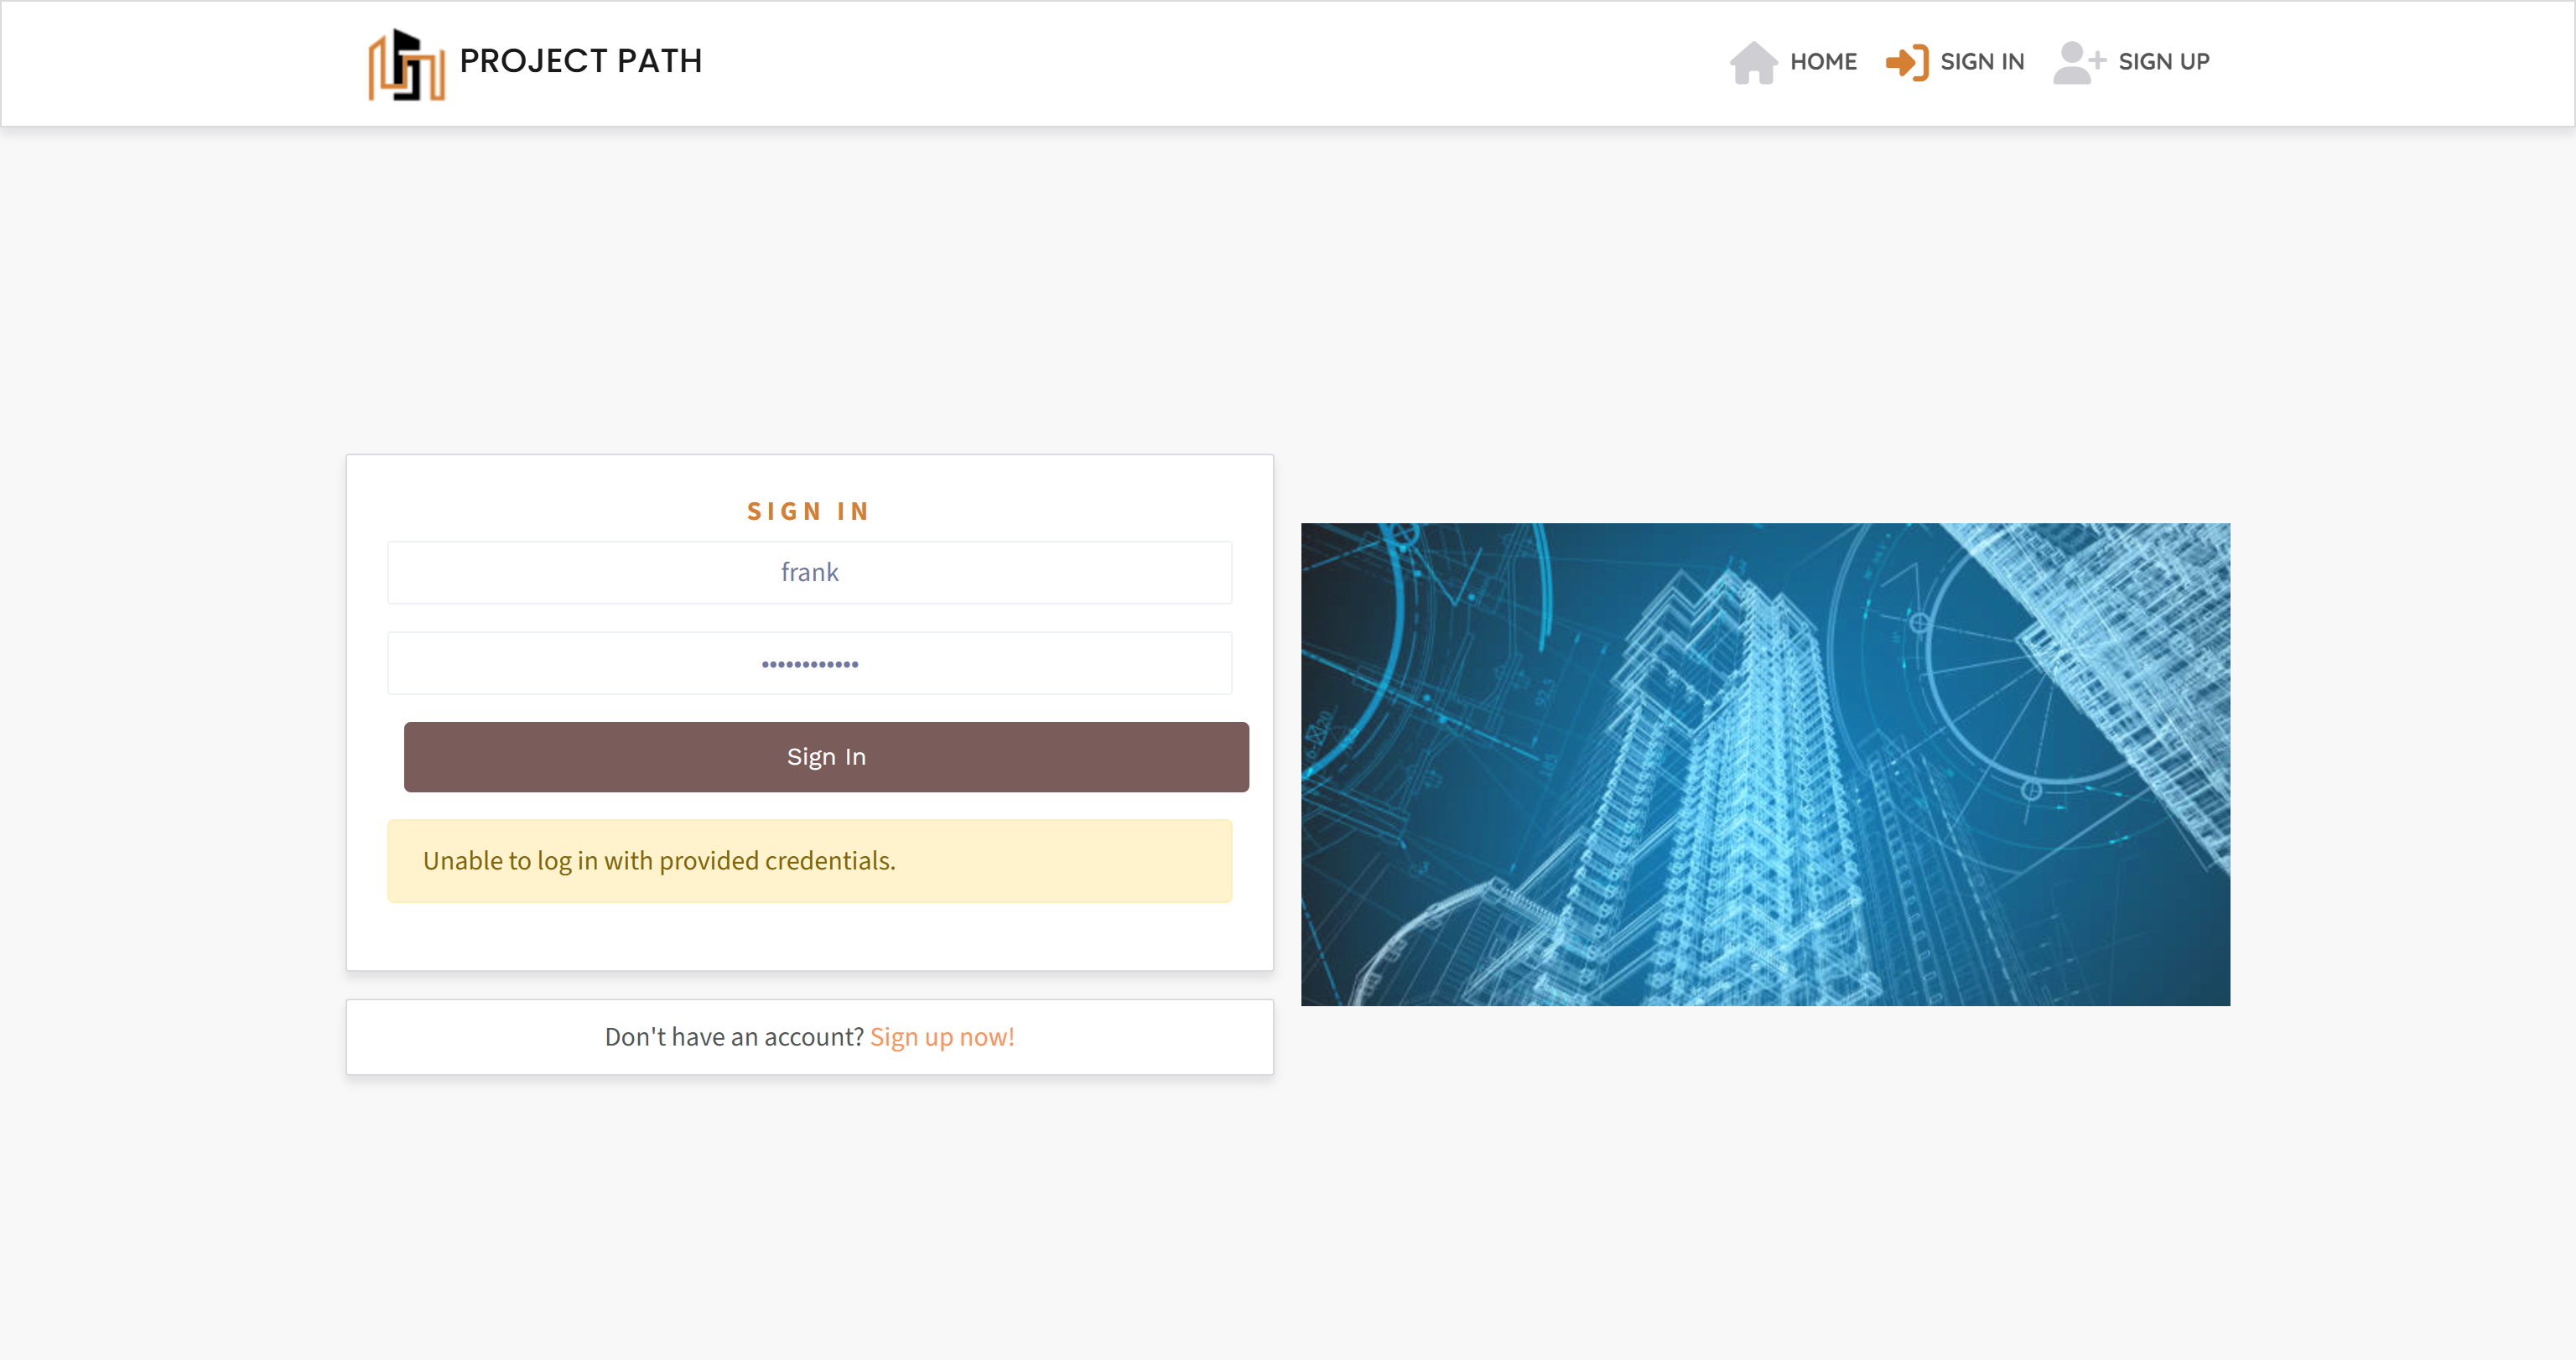 PROJECT PATH
HOME
SIGN IN
SIGN UP
SIGN IN
frank
••••••••••••
Sign In
Unable to log in with provided credentials.
Don't have an account? Sign up now!